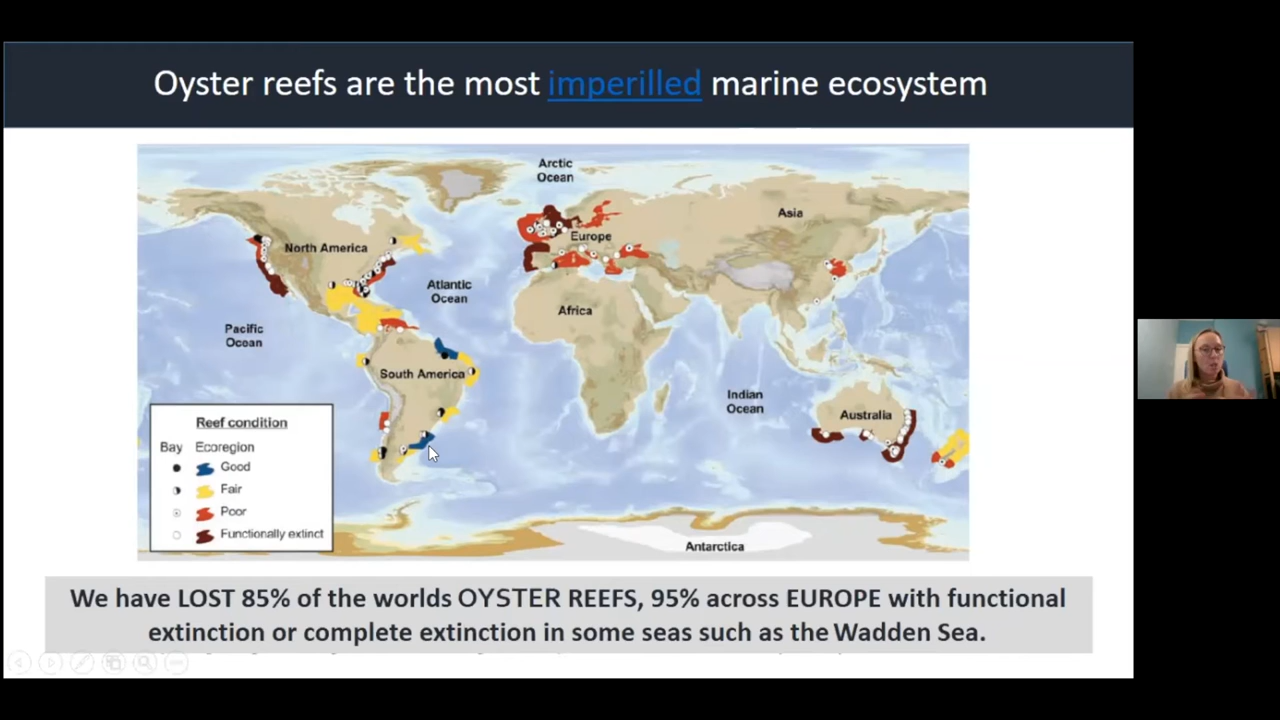 Oyster reefs are the most imperilled marine ecosystem
Arctic
Ocean
Asia
North America
Europe
Atlantic
Ocean
Africa
Pacific
Ocean
South America
Indian
Ocean
Australia
Reef condition
Bay Ecoregion
Good
Fair
Poor
Functionally extinct
Antarctica
We have LOST 85% of the worlds OYSTER REEFS, 95% across EUROPE with functional
extinction or complete extinction in some seas such as the Wadden Sea.